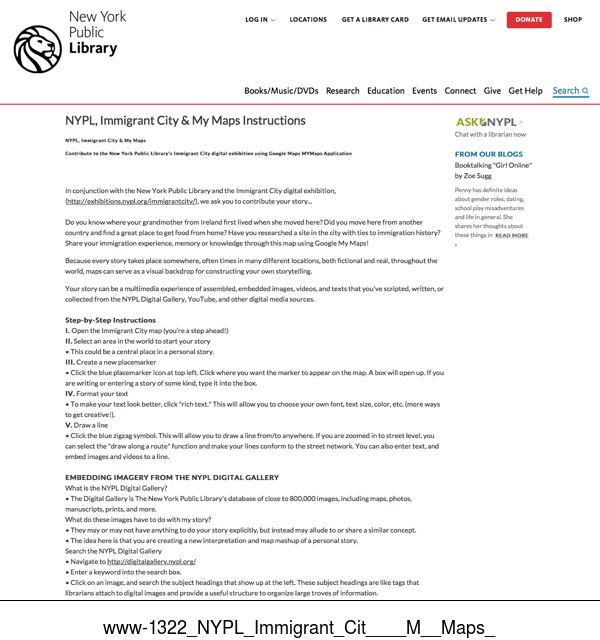 New York
Public
Library
LOG IN
LOCATIONS
GET A LIBRARY CARD
GET EMAIL UPDATES
DONATE
SHOP
Books/Music/DVDs Research Education Events Connect Give Get Help Search
NYPL, Immigrant City & My Maps Instructions
NYPL, Immigrant City & My Maps
Contribute to the New York Public Library's Immigrant City digital exhibition using Google Maps MYMaps Application
In conjunction with the New York Public Library and the Immigrant City digital exhibition,
(http://exhibitions.nypl.org/immigrantcity/), we ask you to contribute your story...
Do you know where your grandmother from Ireland first lived when she moved here? Did you move here from another
country and find a great place to get food from home? Have you researched a site in the city with ties to immigration history?
Share your immigration experience, memory or knowledge through this map using Google My Maps!
Because every story takes place somewhere, often times in many different locations, both fictional and real, throughout the
world, maps can serve as a visual backdrop for constructing your own storytelling.
Your story can be a multimedia experience of assembled, embedded images, videos, and texts that you've scripted, written, or
collected from the NYPL Digital Gallery, YouTube, and other digital media sources.
Step-by-Step Instructions
I. Open the Immigrant City map (you're a step ahead!)
II. Select an area in the world to start your story
• This could be a central place in a personal story.
III. Create a new placemarker
• Click the blue placemarker icon at top left. Click where you want the marker to appear on the map. A box will open up. If you
are writing or entering a story of some kind, type it into the box.
IV. Format your text
• To make your text look better, click "rich text." This will allow you to choose your own font, text size, color, etc. (more ways
to get creative!).
V. Draw a line
• Click the blue zigzag symbol. This will allow you to draw a line from/to anywhere. If you are zoomed in to street level, you
can select the "draw along a route" function and make your lines conform to the street network. You can also enter text, and
embed images and videos to a line.
EMBEDDING IMAGERY FROM THE NYPL DIGITAL GALLERY
What is the NYPL Digital Gallery?
• The Digital Gallery is The New York Public Library's database of close to 800,000 images, including maps, photos,
manuscripts, prints, and more.
What do these images have to do with my story?
• They may or may not have anything to do your story explicitly, but instead may allude to or share a similar concept.
• The idea here is that you are creating a new interpretation and map mashup of a personal story.
Search the NYPL Digital Gallery
• Navigate to http://digitalgallery.nypl.org/
• Enter a keyword into the search box.
• Click on an image, and search the subject headings that show up at the left. These subject headings are like tags that
librarians attach to digital images and provide a useful structure to organize large troves of information.
ASK NYPL >
Chat with a librarian now
FROM OUR BLOGS
Booktalking "Girl Online"
by Zoe Sugg
Penny has definite ideas
about gender roles, dating,
school play misadventures
and life in general. She
shares her thoughts about
these things in READ MORE
www-1322_NYPL_Immigrant_Cit____M__Maps_